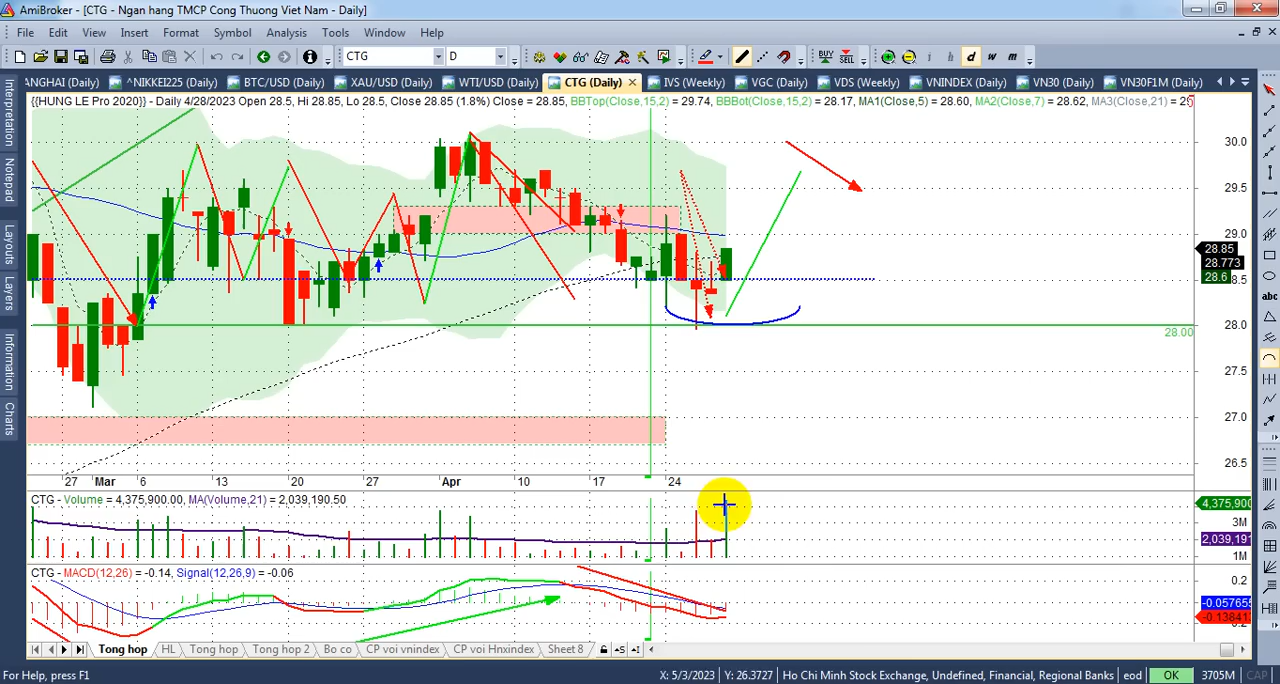 AmiBroker - [CTG - Ngan hang TMCP Cong Thuong Viet Nam - Daily]
File Edit View Insert Format Symbol Analysis Tools Window Help
CTG D BUY SELL i h d w m
ANGHAI (Daily) ^NIKKEI225 (Daily) BTC/USD (Daily) XAU/USD (Daily) WTI/USD (Daily) CTG (Daily) IVS (Weekly) VGC (Daily) VDS (Weekly) VNINDEX (Daily) VN30 (Daily) VN30F1M (Daily)
{{HUNG LE Pro 2020}} - Daily 4/28/2023 Open 28.5, Hi 28.85, Lo 28.5, Close 28.85 (1.8%) Close = 28.85, BBTop(Close,15,2) = 29.74, BBBot(Close,15,2) = 28.17, MA1(Close,5) = 28.60, MA2(Close,7) = 28.62, MA3(Close,21) =
Interpretation
Notepad
Layouts
Layers
Information
Charts
abc
30.0
29.5
29.0
28.85
28.773
28.6
28.5
28.0
28.00
27.5
27.0
26.5
27 Mar 6 13 20 27 Apr 10 17 24
CTG - Volume = 4,375,900.00, MA(Volume,21) = 2,039,190.50
4,375,900
3M
2,039,191
1M
CTG - MACD(12,26) = -0.14, Signal(12,26,9) = -0.06
0.2
-0.05765
-0.13841
Tong hop HL Tong hop Tong hop 2 Bo co CP voi vnindex CP voi Hnxindex Sheet 8
For Help, press F1 X: 5/3/2023 Y: 26.3727 Ho Chi Minh Stock Exchange, Undefined, Financial, Regional Banks eod OK 3705M CAP